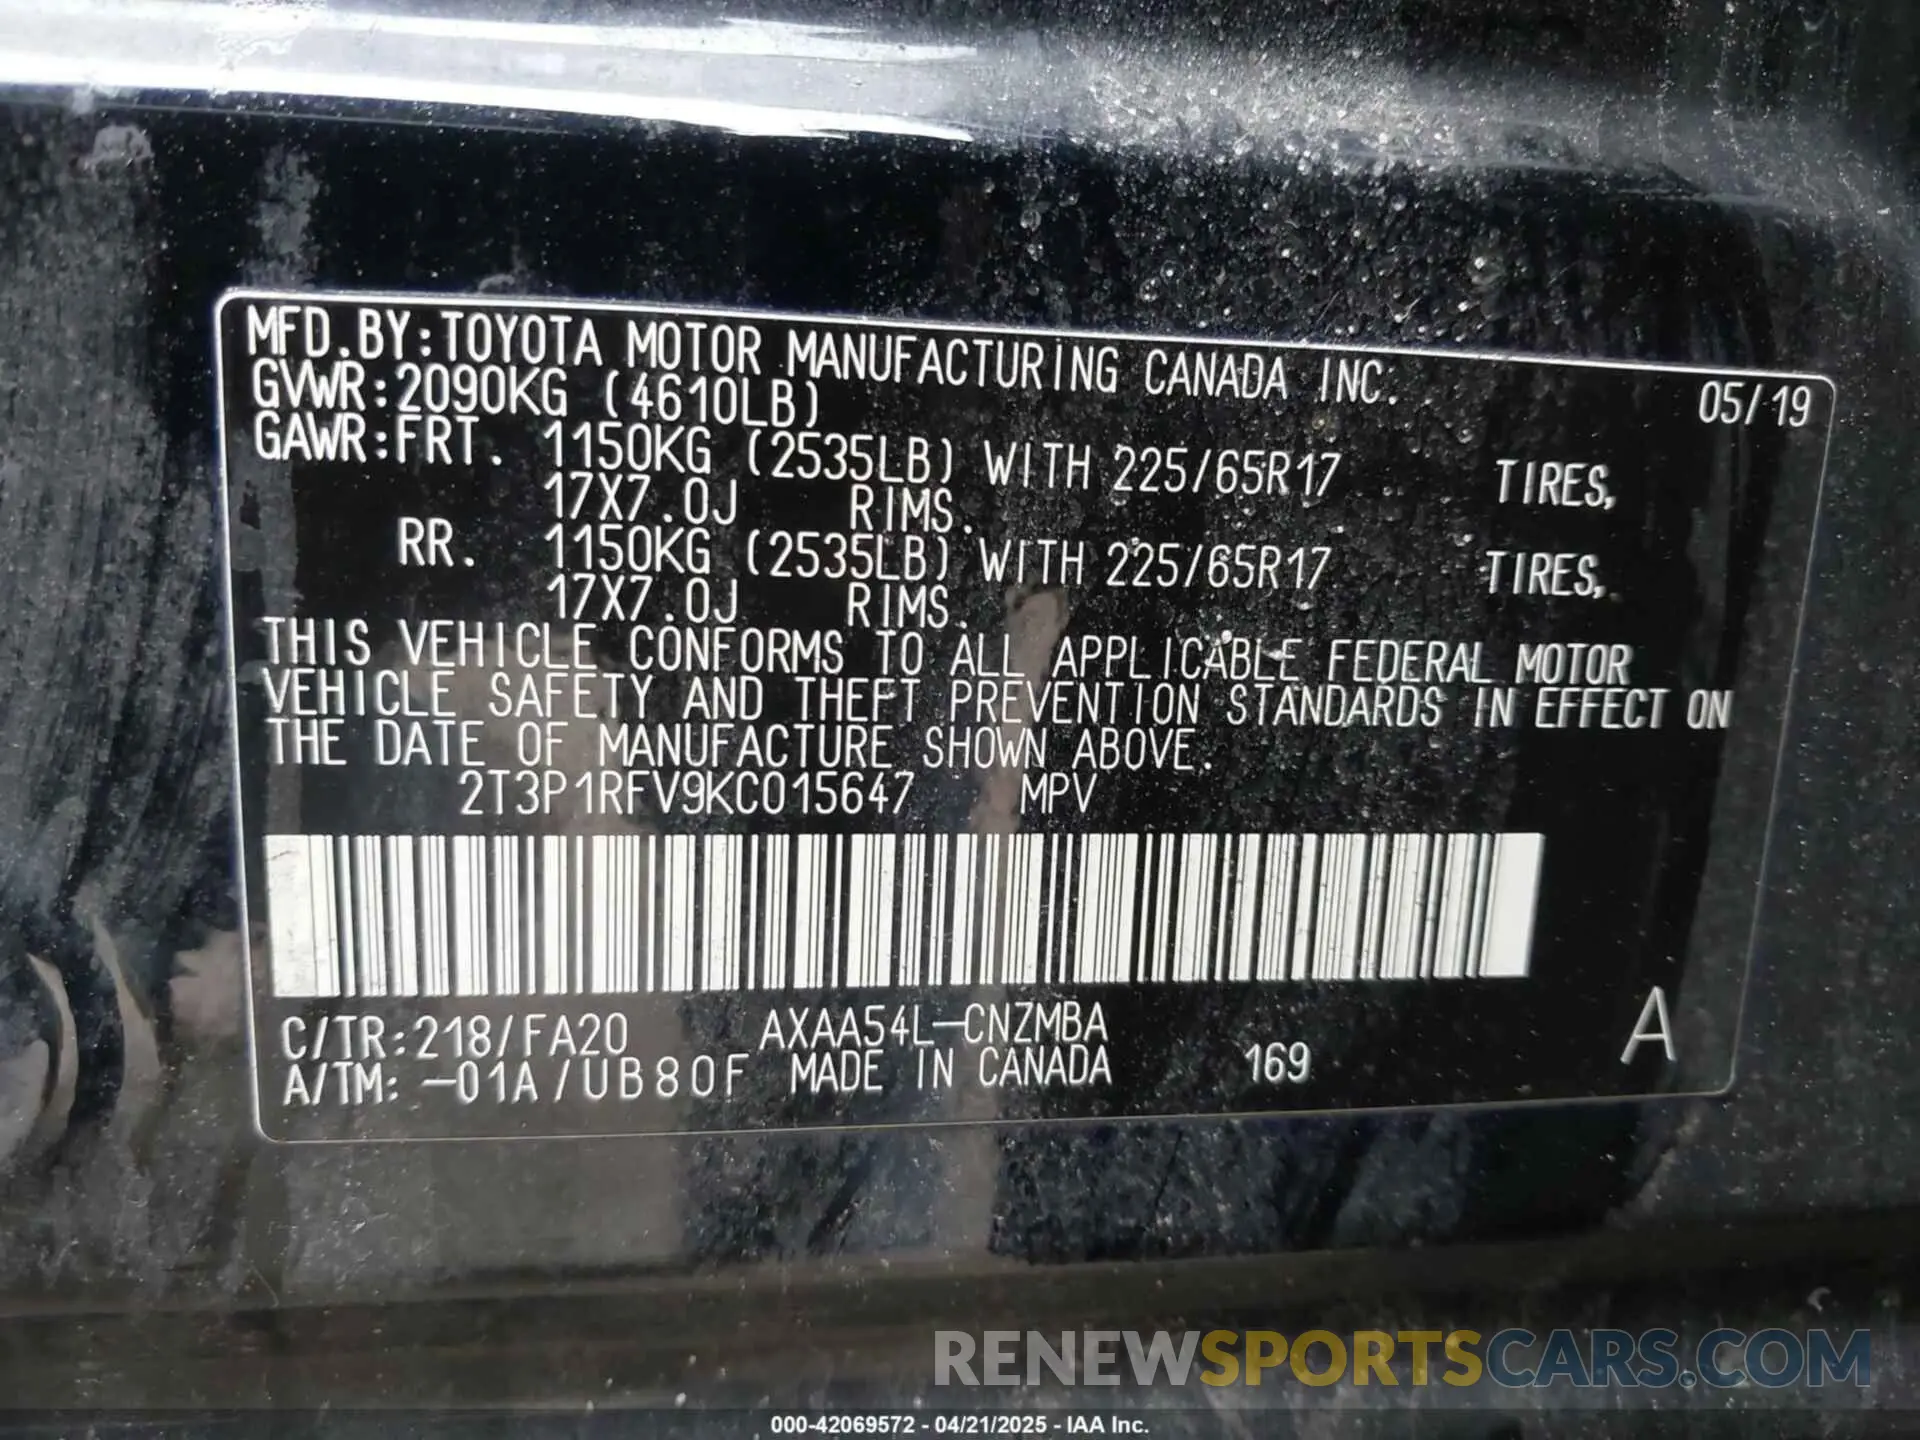 MFD.BY:TOYOTA MOTOR MANUFACTURING CANADA INC. 05/19
GVWR:2090KG (4610LB)
GAWR:FRT. 1150KG (2535LB) WITH 225/65R17 TIRES,
17X7.0J RIMS.
RR. 1150KG (2535LB) WITH 225/65R17 TIRES,
17X7.0J RIMS.
THIS VEHICLE CONFORMS TO ALL APPLICABLE FEDERAL MOTOR
VEHICLE SAFETY AND THEFT PREVENTION STANDARDS IN EFFECT ON
THE DATE OF MANUFACTURE SHOWN ABOVE.
2T3P1RFV9KC015647 MPV
C/TR:218/FA20 AXAA54L-CNZMBA
A/TM: -01A/UB80F MADE IN CANADA 169 A
RENEWSPORTSCARS.COM
000-42069572 - 04/21/2025 - IAA Inc.